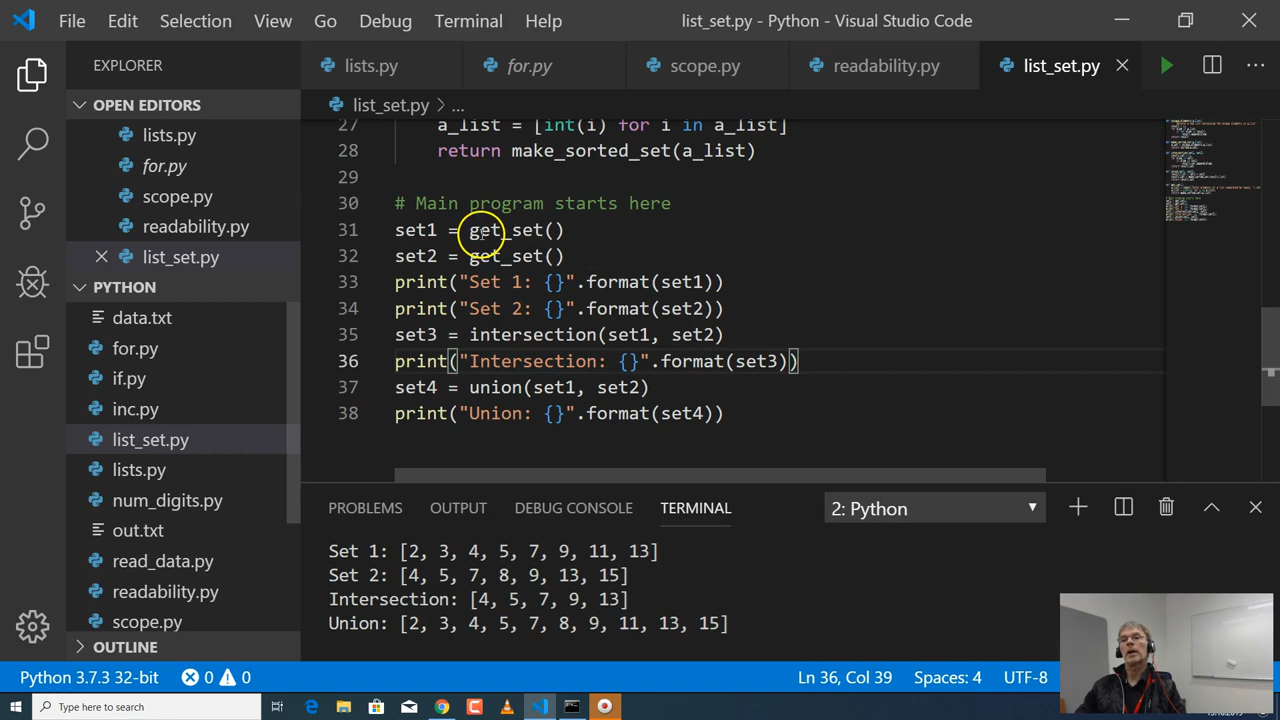 File Edit Selection View Go Debug Terminal Help list_set.py - Python - Visual Studio Code
EXPLORER
lists.py for.py scope.py readability.py list_set.py
OPEN EDITORS
lists.py
for.py
scope.py
readability.py
list_set.py
PYTHON
data.txt
for.py
if.py
inc.py
list_set.py
lists.py
num_digits.py
out.txt
read_data.py
readability.py
scope.py
OUTLINE
list_set.py > ...
27 a_list = [int(i) for i in a_list]
28 return make_sorted_set(a_list)
29
30 # Main program starts here
31 set1 = get_set()
32 set2 = get_set()
33 print("Set 1: {}".format(set1))
34 print("Set 2: {}".format(set2))
35 set3 = intersection(set1, set2)
36 print("Intersection: {}".format(set3))
37 set4 = union(set1, set2)
38 print("Union: {}".format(set4))
PROBLEMS OUTPUT DEBUG CONSOLE TERMINAL 2: Python
Set 1: [2, 3, 4, 5, 7, 9, 11, 13]
Set 2: [4, 5, 7, 8, 9, 13, 15]
Intersection: [4, 5, 7, 9, 13]
Union: [2, 3, 4, 5, 7, 8, 9, 11, 13, 15]
Python 3.7.3 32-bit 0 0 Ln 36, Col 39 Spaces: 4 UTF-8
Type here to search